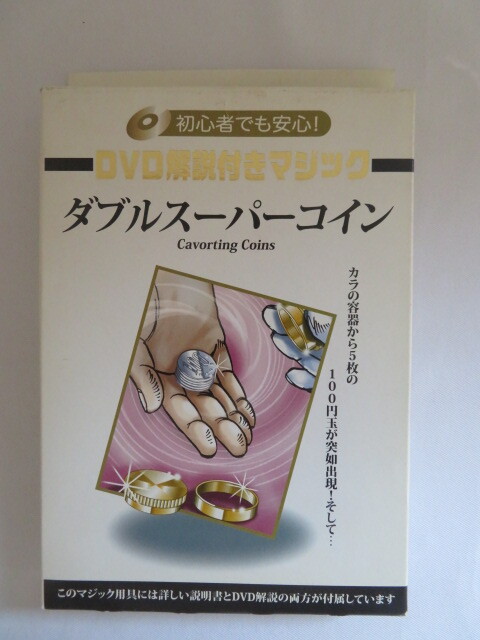 初心者でも安心!
DVD解説付きマジック
ダブルスーパーコイン
Cavorting Coins
カラの容器から5枚の
100円玉が突如出現!そして…
このマジック用具には詳しい説明書とDVD解説の両方が付属しています